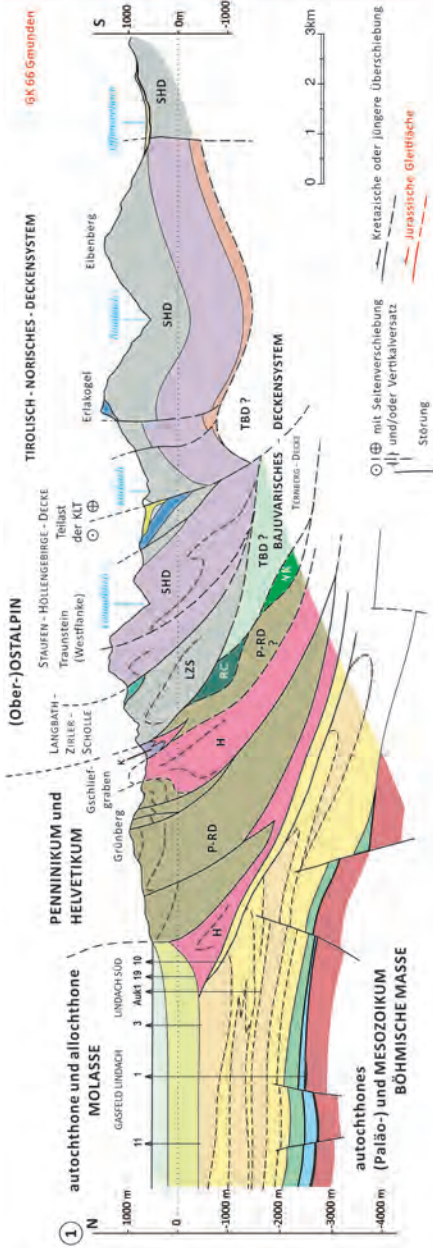 GK 66 Gmunden
1
N
S
autochthone und allochthone
MOLASSE
PENNINIKUM und
HELVETIKUM
(Ober-)OSTALPIN
TIROLISCH - NORISCHES - DECKENSYSTEM
LANGBATH -
ZIRLER -
SCHOLLE
STAUFEN - HÖLLENGEBIRGE - DECKE
GASFELD LINDACH
LINDACH SÜD
11
1
3
Auk1 19 10
Grünberg
Gschlief-
graben
K
Traunstein
(Westflanke)
Teilast
der KLT
Erlakogel
Eibenberg
1000 m
0
-1000 m
-2000 m
-3000 m
-4000 m
1000
0m
-1000
H
P-RD
H
LZS
RC
P-RD
?
SHD
TBD ?
SHD
TBD ?
SHD
BAJUVARISCHES DECKENSYSTEM
TERNBERG - DECKE
autochthones
(Paläo-) und MESOZOIKUM
BÖHMISCHE MASSE
0 1 2 3km
mit Seitenverschiebung
und/oder Vertikalversatz
Störung
Kretazische oder jüngere Überschiebung
Jurassische Gleitfläche